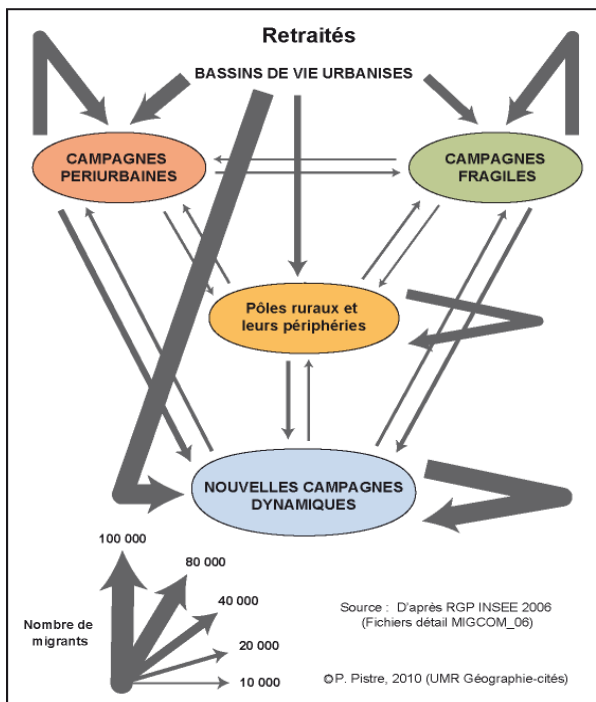 Retraités
BASSINS DE VIE URBANISES
CAMPAGNES
PERIURBAINES
CAMPAGNES
FRAGILES
Pôles ruraux et
leurs périphéries
NOUVELLES CAMPAGNES
DYNAMIQUES
100 000
80 000
40 000
20 000
10 000
Nombre de
migrants
Source : D'après RGP INSEE 2006
(Fichiers détail MIGCOM_06)
©P. Pistre, 2010 (UMR Géographie-cités)